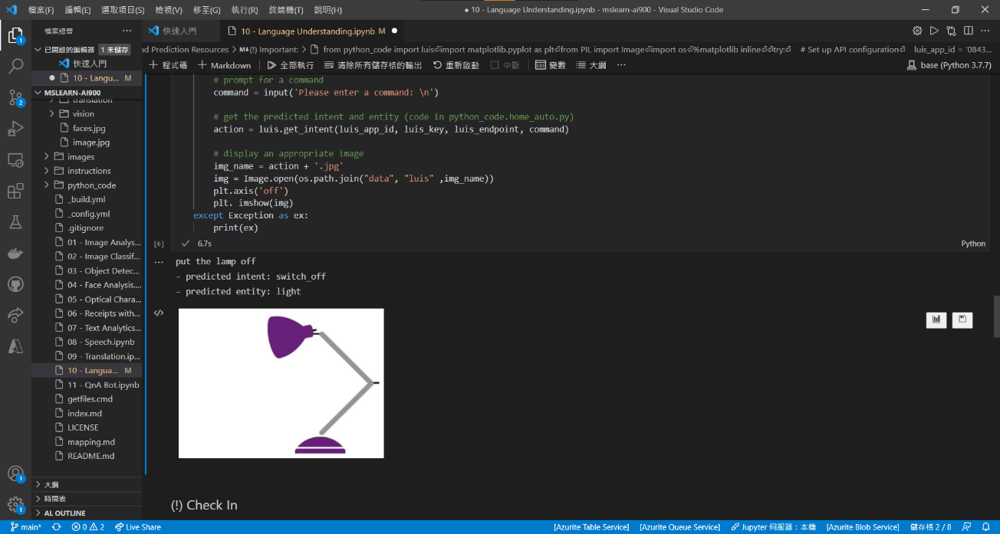 檔案(F) 編輯(E) 選取項目(S) 檢視(V) 移至(G) 執行(R) 終端機(T) 說明(H)
● 10 - Language Understanding.ipynb - mslearn-ai900 - Visual Studio Code
檔案總管 ···
快速入門
10 - Language Understanding.ipynb M ●
已開啟的編輯器 1 未儲存
nd Prediction Resources > M↓(!) Important: > from python_code import luis⏎import matplotlib.pyplot as plt⏎from PIL import Image⏎import os⏎%matplotlib inline⏎⏎try:⏎ # Set up API configuration⏎ luis_app_id = '0843...
快速入門
程式碼 Markdown 全部執行 清除所有儲存格的輸出 重新啟動 中斷 變數 大綱 ··· base (Python 3.7.7)
● 10 - Langu... M
MSLEARN-AI900
translation
vision
faces.jpg
image.jpg
images
instructions
python_code
_build.yml
_config.yml
.gitignore
01 - Image Analys...
02 - Image Classif...
03 - Object Detec...
04 - Face Analysis....
05 - Optical Chara...
06 - Receipts with...
07 - Text Analytics...
08 - Speech.ipynb
09 - Translation.ip...
10 - Langua... M
11 - QnA Bot.ipynb
getfiles.cmd
index.md
LICENSE
mapping.md
README.md
大綱
時間表
AL OUTLINE
# prompt for a command
command = input('Please enter a command: \n')
# get the predicted intent and entity (code in python_code.home_auto.py)
action = luis.get_intent(luis_app_id, luis_key, luis_endpoint, command)
# display an appropriate image
img_name = action + '.jpg'
img = Image.open(os.path.join("data", "luis" ,img_name))
plt.axis('off')
plt. imshow(img)
except Exception as ex:
print(ex)
[6] ✓ 6.7s Python
··· put the lamp off
- predicted intent: switch_off
- predicted entity: light
(!) Check In
main* 0 2 Live Share [Azurite Table Service] [Azurite Queue Service] Jupyter 伺服器：本機 [Azurite Blob Service] 儲存格 2 / 8
1
2
1
1